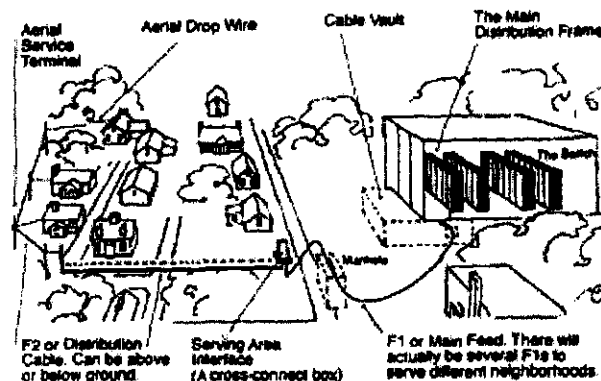 Aerial
Service
Terminal
Aerial Drop Wire
Cable Vault
The Main
Distribution Frame
The Switch
Manhole
F2 or Distribution
Cable. Can be above
or below ground.
Serving Area
Interface
(A cross-connect box)
F1 or Main Feed. There will
actually be several F1s to
serve different neighborhoods.